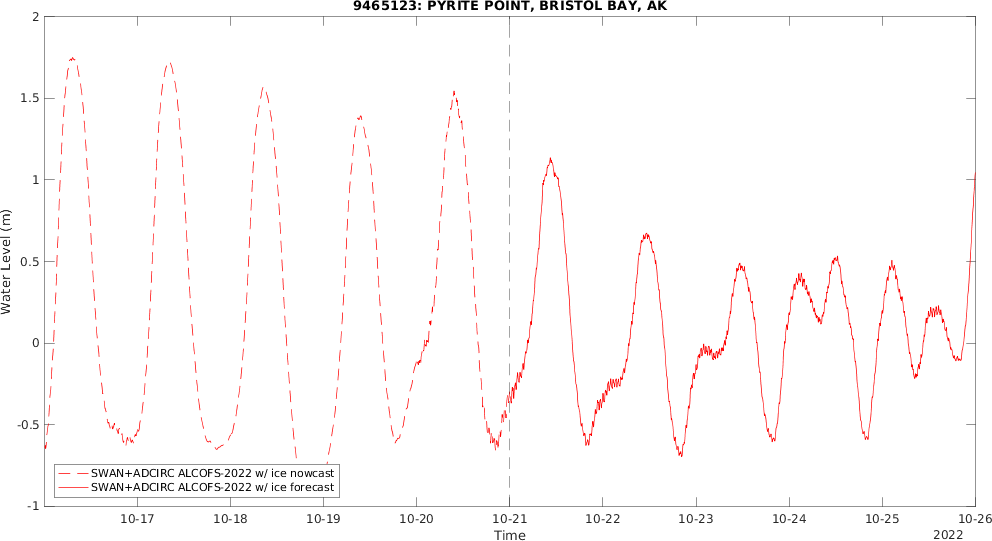 9465123: PYRITE POINT, BRISTOL BAY, AK
2
1.5
1
0.5
0
-0.5
-1
Water Level (m)
SWAN+ADCIRC ALCOFS-2022 w/ ice nowcast
SWAN+ADCIRC ALCOFS-2022 w/ ice forecast
10-17 10-18 10-19 10-20 10-21 10-22 10-23 10-24 10-25 10-26
Time
2022